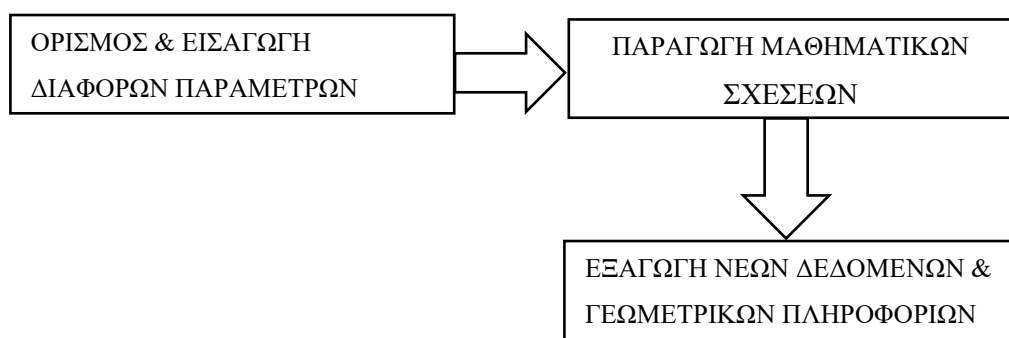 ΟΡΙΣΜΟΣ & ΕΙΣΑΓΩΓΗ
ΔΙΑΦΟΡΩΝ ΠΑΡΑΜΕΤΡΩΝ
ΠΑΡΑΓΩΓΗ ΜΑΘΗΜΑΤΙΚΩΝ
ΣΧΕΣΕΩΝ
ΕΞΑΓΩΓΗ ΝΕΩΝ ΔΕΔΟΜΕΝΩΝ &
ΓΕΩΜΕΤΡΙΚΩΝ ΠΛΗΡΟΦΟΡΙΩΝ